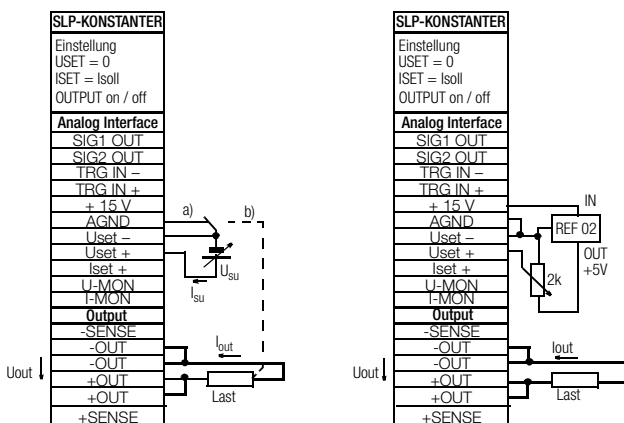 SLP-KONSTANTER
Einstellung
USET = 0
ISET = Isoll
OUTPUT on / off
Analog Interface
SIG1 OUT
SIG2 OUT
TRG IN –
TRG IN +
+ 15 V
AGND
Uset –
Uset +
Iset +
U-MON
I-MON
Output
-SENSE
-OUT
-OUT
+OUT
+OUT
+SENSE
a)
b)
Usu
Isu
Iout
Uout
Last
SLP-KONSTANTER
Einstellung
USET = 0
ISET = Isoll
OUTPUT on / off
Analog Interface
SIG1 OUT
SIG2 OUT
TRG IN –
TRG IN +
+ 15 V
AGND
Uset –
Uset +
Iset +
U-MON
I-MON
Output
-SENSE
-OUT
-OUT
+OUT
+OUT
+SENSE
IN
REF 02
OUT
+5V
2k
Iout
Uout
Last